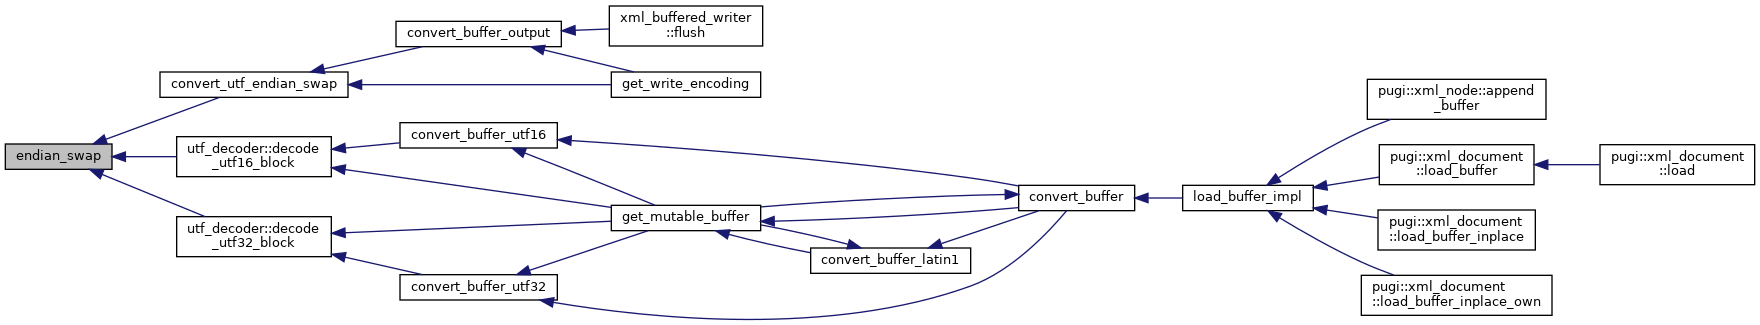 endian_swap
convert_utf_endian_swap
utf_decoder::decode
_utf16_block
utf_decoder::decode
_utf32_block
convert_buffer_output
xml_buffered_writer
::flush
get_write_encoding
convert_buffer_utf16
get_mutable_buffer
convert_buffer_utf32
convert_buffer_latin1
convert_buffer
load_buffer_impl
pugi::xml_node::append
_buffer
pugi::xml_document
::load_buffer
pugi::xml_document
::load
pugi::xml_document
::load_buffer_inplace
pugi::xml_document
::load_buffer_inplace_own